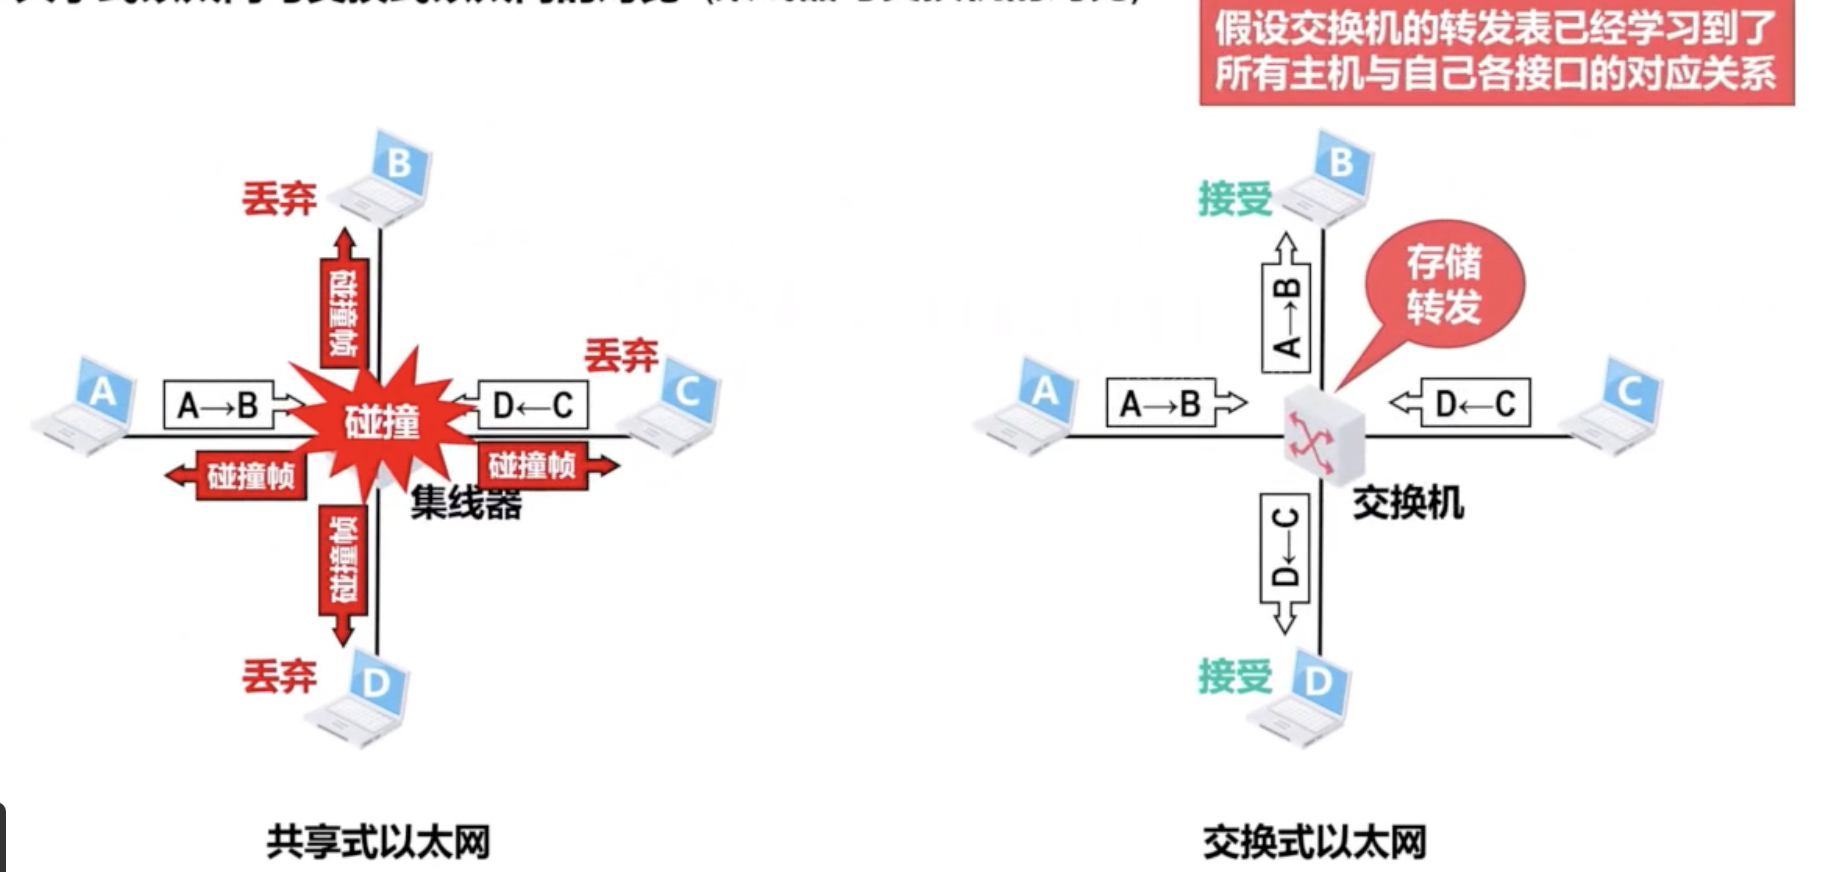 假设交换机的转发表已经学习到了
所有主机与自己各接口的对应关系
B
丢弃
碰撞帧
A
A→B
碰撞
D←C
丢弃
C
碰撞帧
碰撞帧
集线器
碰撞帧
丢弃
D
共享式以太网
B
接受
A→B
存储
转发
A
A→B
D←C
C
交换机
D←C
接受
D
交换式以太网